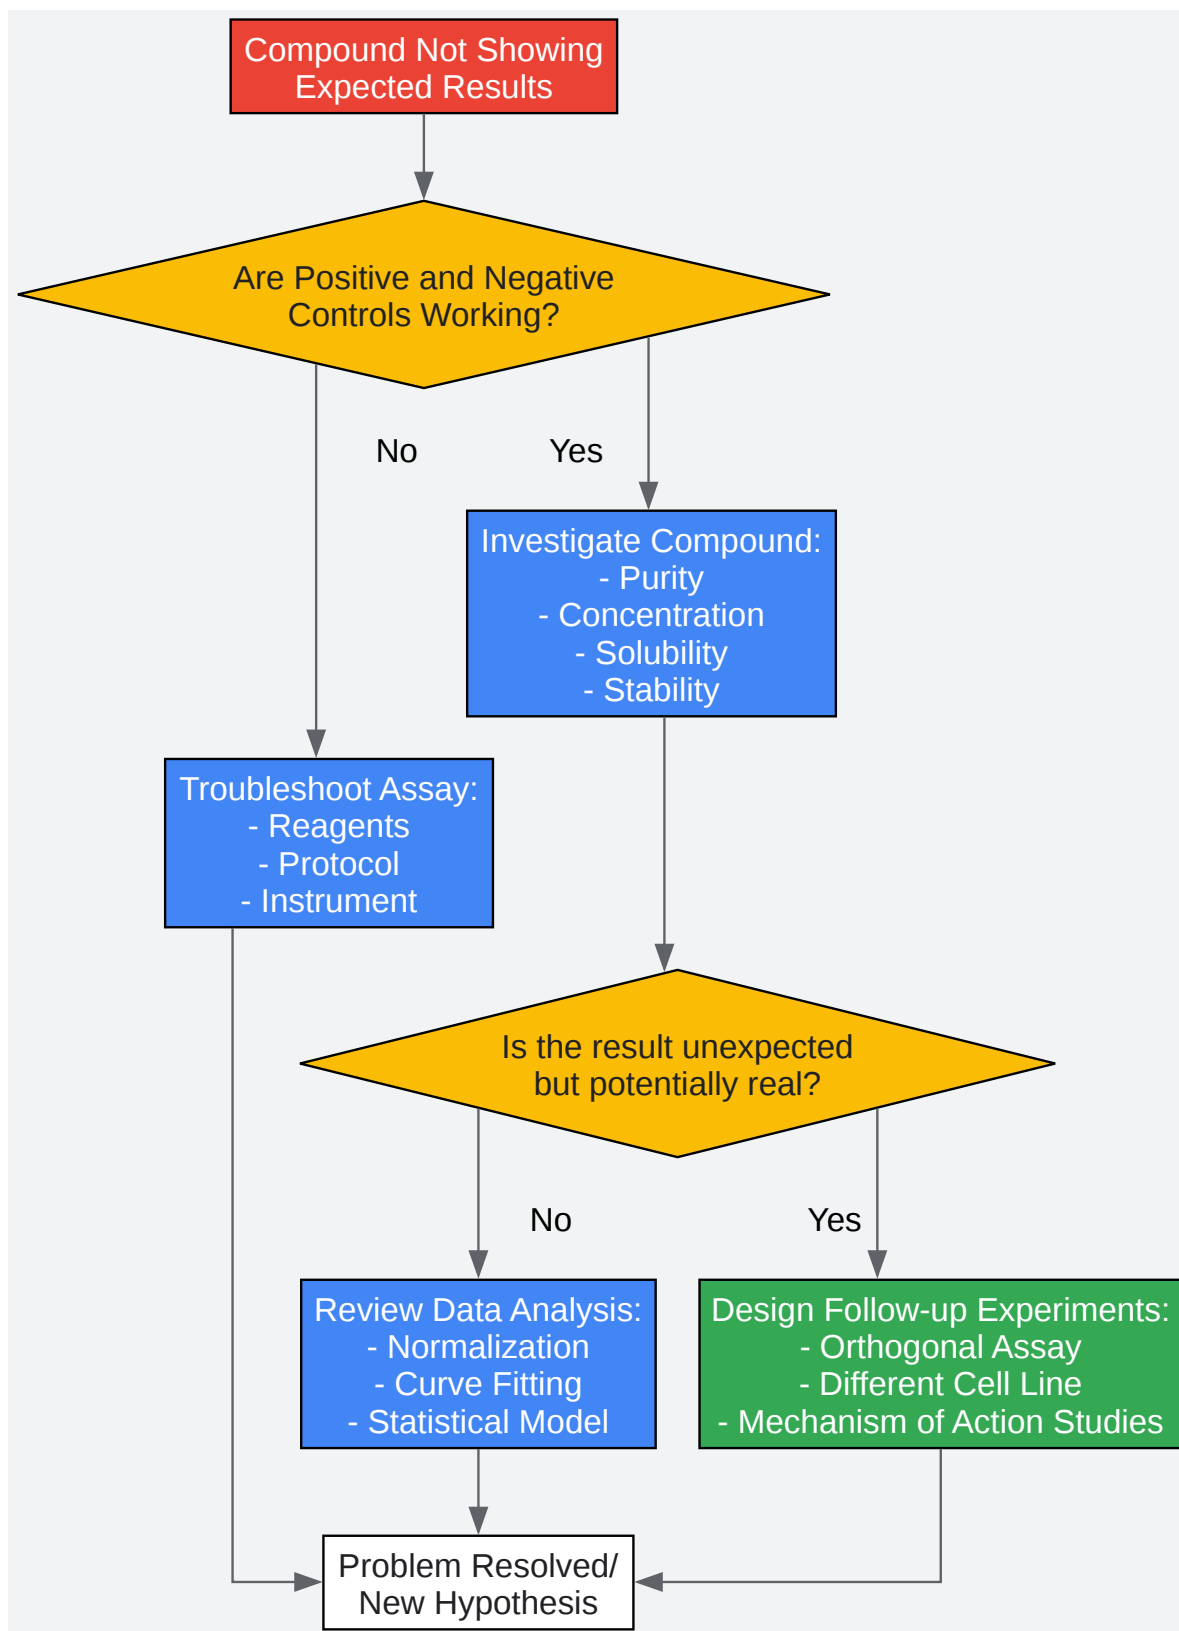 Compound Not Showing
Expected Results
Are Positive and Negative
Controls Working?
No
Yes
Investigate Compound:
- Purity
- Concentration
- Solubility
- Stability
Troubleshoot Assay:
- Reagents
- Protocol
- Instrument
Is the result unexpected
but potentially real?
No
Yes
Review Data Analysis:
- Normalization
- Curve Fitting
- Statistical Model
Design Follow-up Experiments:
- Orthogonal Assay
- Different Cell Line
- Mechanism of Action Studies
Problem Resolved/
New Hypothesis